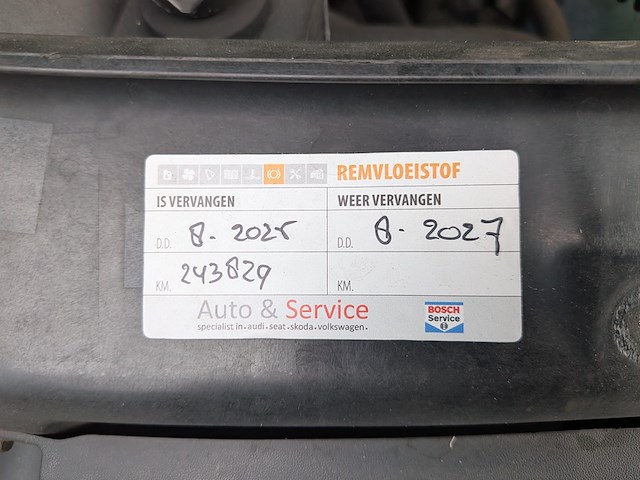 REMVLOEISTOF
IS VERVANGEN
WEER VERVANGEN
D.D. 8-2025
D.D. 8-2027
KM. 243829
KM.
Auto & Service
specialist in.audi.seat.skoda.volkswagen.
BOSCH
Service